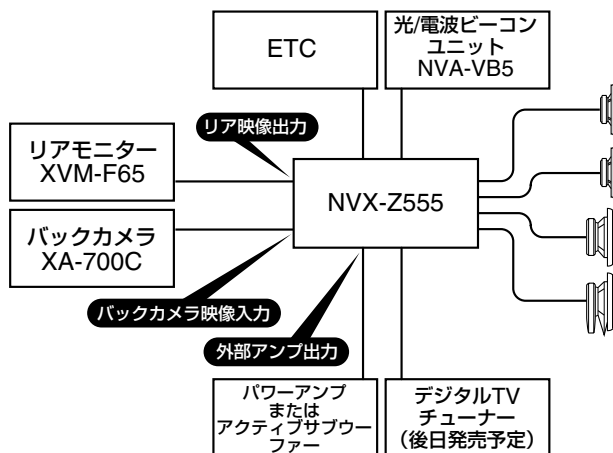 ETC
光/電波ビーコン
ユニット
NVA-VB5
リア映像出力
リアモニター
XVM-F65
NVX-Z555
バックカメラ
XA-700C
バックカメラ映像入力
外部アンプ出力
パワーアンプ
または
アクティブサブウー
ファー
デジタルTV
チューナー
(後日発売予定)